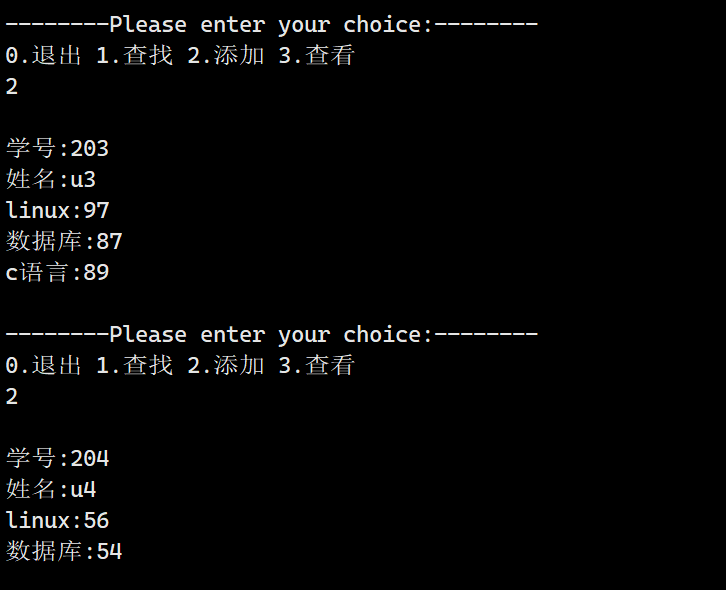 --------Please enter your choice:--------
0.退出 1.查找 2.添加 3.查看
2
学号:203
姓名:u3
linux:97
数据库:87
c语言:89
--------Please enter your choice:--------
0.退出 1.查找 2.添加 3.查看
2
学号:204
姓名:u4
linux:56
数据库:54